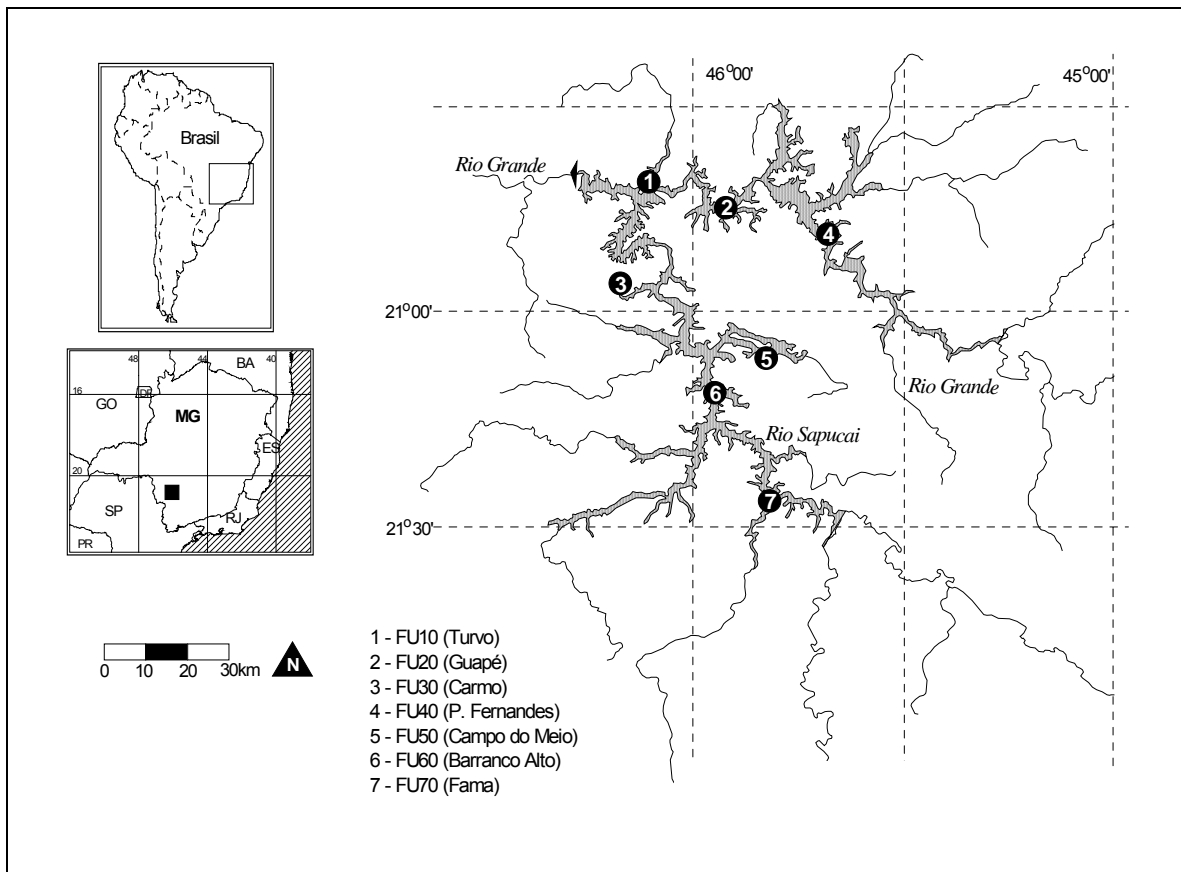 46°00'
45°00'
Brasil
Rio Grande
1
2
4
3
21°00'
5
6
Rio Grande
Rio Sapucai
7
21°30'
48
44
40
BA
16
DF
GO
MG
ES
20
SP
RJ
PR
0 10 20 30km
N
1 - FU10 (Turvo)
2 - FU20 (Guapé)
3 - FU30 (Carmo)
4 - FU40 (P. Fernandes)
5 - FU50 (Campo do Meio)
6 - FU60 (Barranco Alto)
7 - FU70 (Fama)